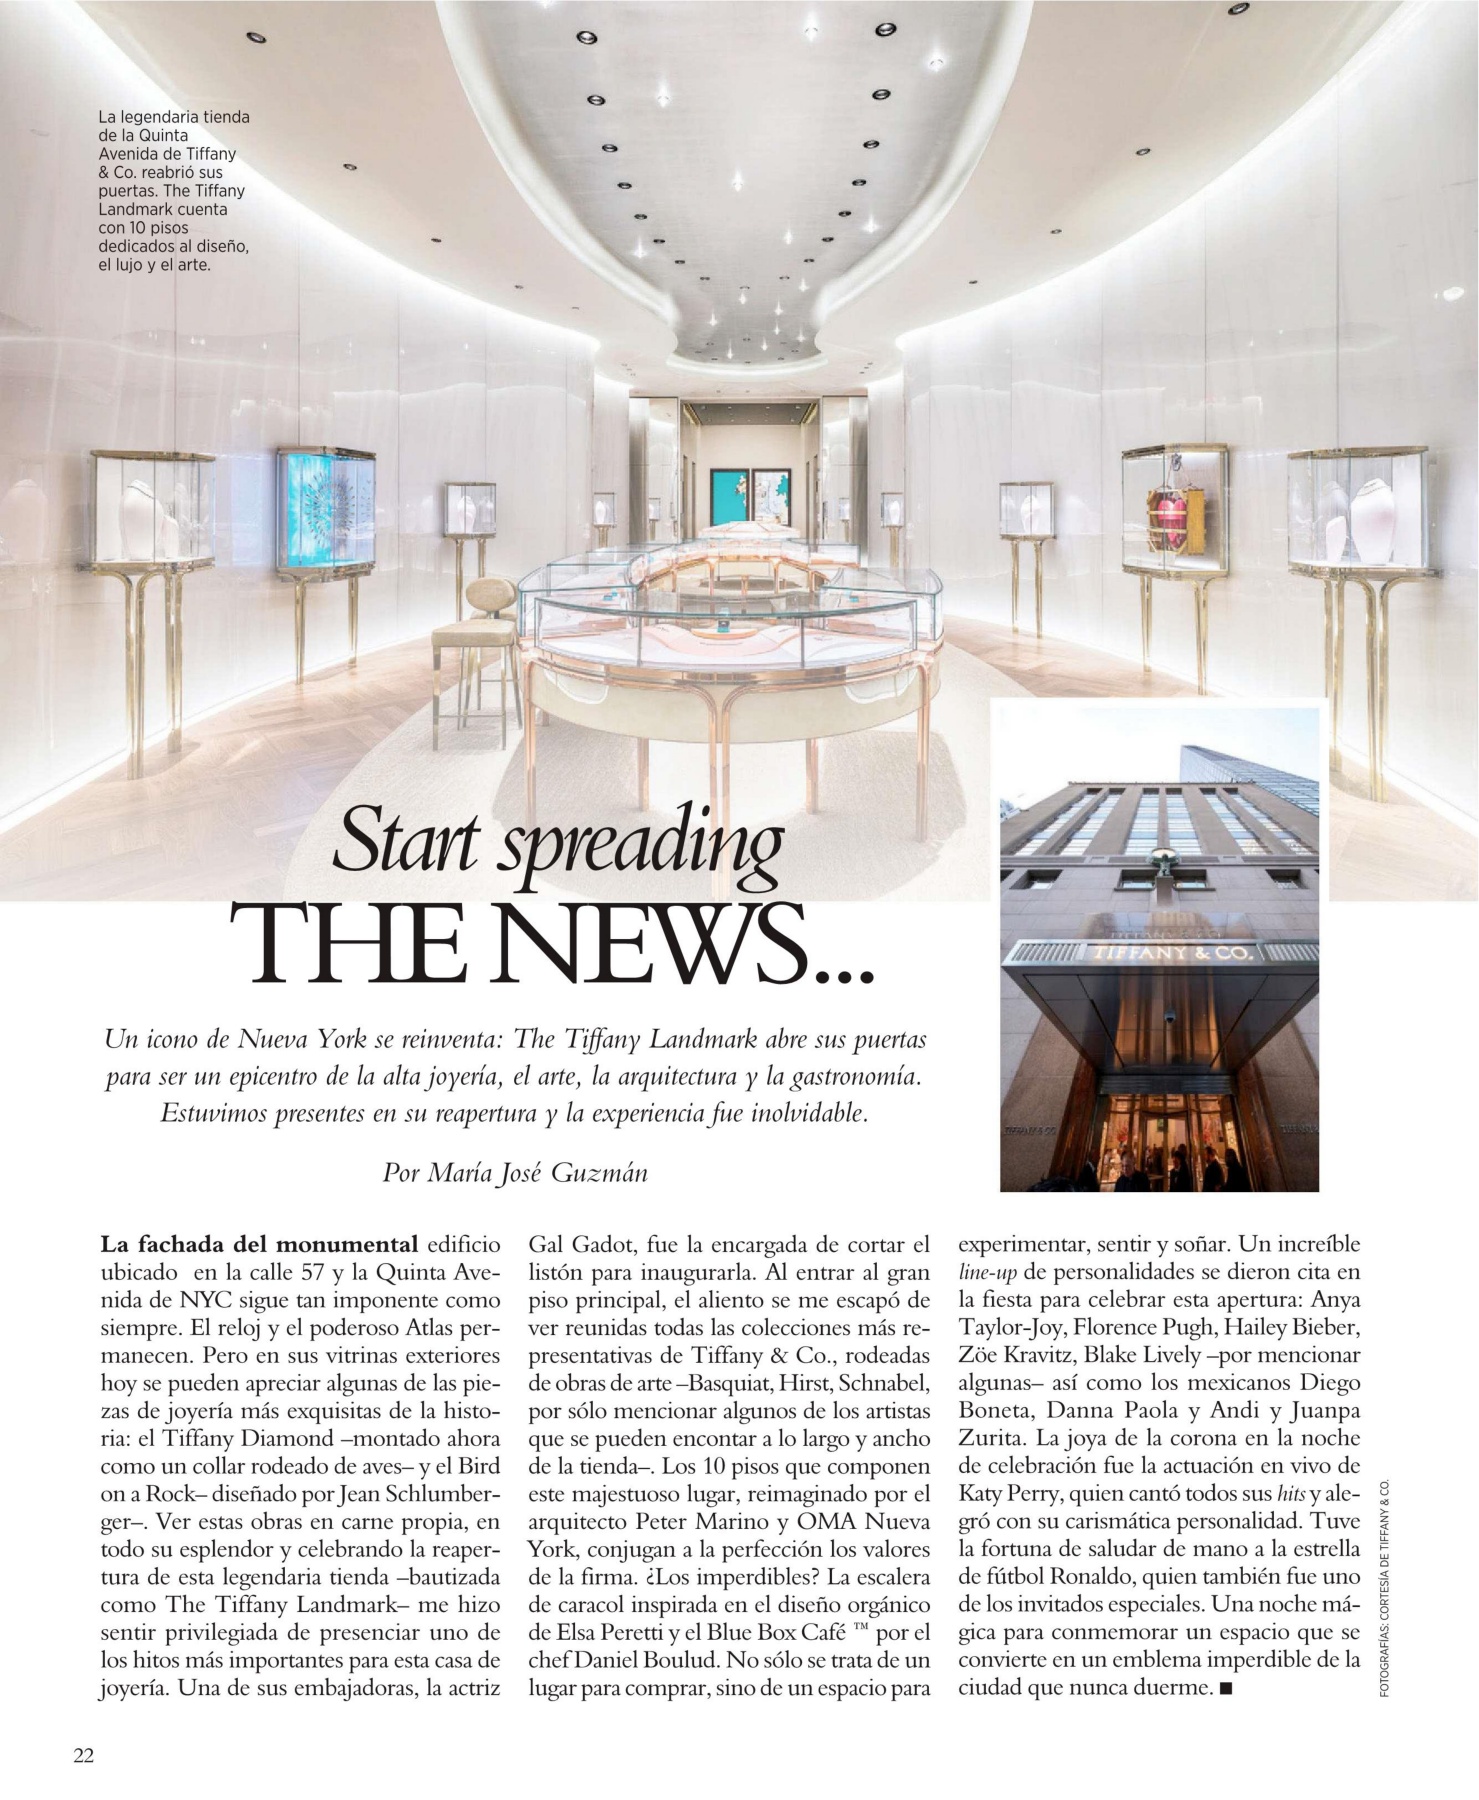 La legendaria tienda
de la Quinta
Avenida de Tiffany
& Co. reabrió sus
puertas. The Tiffany
Landmark cuenta
con 10 pisos
dedicados al diseño,
el lujo y el arte.
Start spreading
THE NEWS...
TIFFANY & CO.
Un icono de Nueva York se reinventa: The Tiffany Landmark abre sus puertas
para ser un epicentro de la alta joyería, el arte, la arquitectura y la gastronomía.
Estuvimos presentes en su reapertura y la experiencia fue inolvidable.
Por María José Guzmán
La fachada del monumental edificio
ubicado en la calle 57 y la Quinta Ave-
nida de NYC sigue tan imponente como
siempre. El reloj y el poderoso Atlas per-
manecen. Pero en sus vitrinas exteriores
hoy se pueden apreciar algunas de las pie-
zas de joyería más exquisitas de la histo-
ria: el Tiffany Diamond –montado ahora
como un collar rodeado de aves– y el Bird
on a Rock– diseñado por Jean Schlumber-
ger–. Ver estas obras en carne propia, en
todo su esplendor y celebrando la reaper-
tura de esta legendaria tienda –bautizada
como The Tiffany Landmark– me hizo
sentir privilegiada de presenciar uno de
los hitos más importantes para esta casa de
joyería. Una de sus embajadoras, la actriz
Gal Gadot, fue la encargada de cortar el
listón para inaugurarla. Al entrar al gran
piso principal, el aliento se me escapó de
ver reunidas todas las colecciones más re-
presentativas de Tiffany & Co., rodeadas
de obras de arte –Basquiat, Hirst, Schnabel,
por sólo mencionar algunos de los artistas
que se pueden encontar a lo largo y ancho
de la tienda–. Los 10 pisos que componen
este majestuoso lugar, reimaginado por el
arquitecto Peter Marino y OMA Nueva
York, conjugan a la perfección los valores
de la firma. ¿Los imperdibles? La escalera
de caracol inspirada en el diseño orgánico
de Elsa Peretti y el Blue Box Café ™ por el
chef Daniel Boulud. No sólo se trata de un
lugar para comprar, sino de un espacio para
experimentar, sentir y soñar. Un increíble
line-up de personalidades se dieron cita en
la fiesta para celebrar esta apertura: Anya
Taylor-Joy, Florence Pugh, Hailey Bieber,
Zöe Kravitz, Blake Lively –por mencionar
algunas– así como los mexicanos Diego
Boneta, Danna Paola y Andi y Juanpa
Zurita. La joya de la corona en la noche
de celebración fue la actuación en vivo de
Katy Perry, quien cantó todos sus hits y ale-
gró con su carismática personalidad. Tuve
la fortuna de saludar de mano a la estrella
de fútbol Ronaldo, quien también fue uno
de los invitados especiales. Una noche má-
gica para conmemorar un espacio que se
convierte en un emblema imperdible de la
ciudad que nunca duerme. ■
FOTOGRAFÍAS: CORTESÍA DE TIFFANY & CO.
22